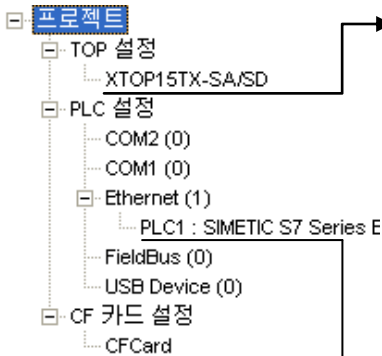 프로젝트
TOP 설정
XTOP15TX-SA/SD
PLC 설정
COM2 (0)
COM1 (0)
Ethernet (1)
PLC1 : SIMETIC S7 Series E
FieldBus (0)
USB Device (0)
CF 카드 설정
CFCard